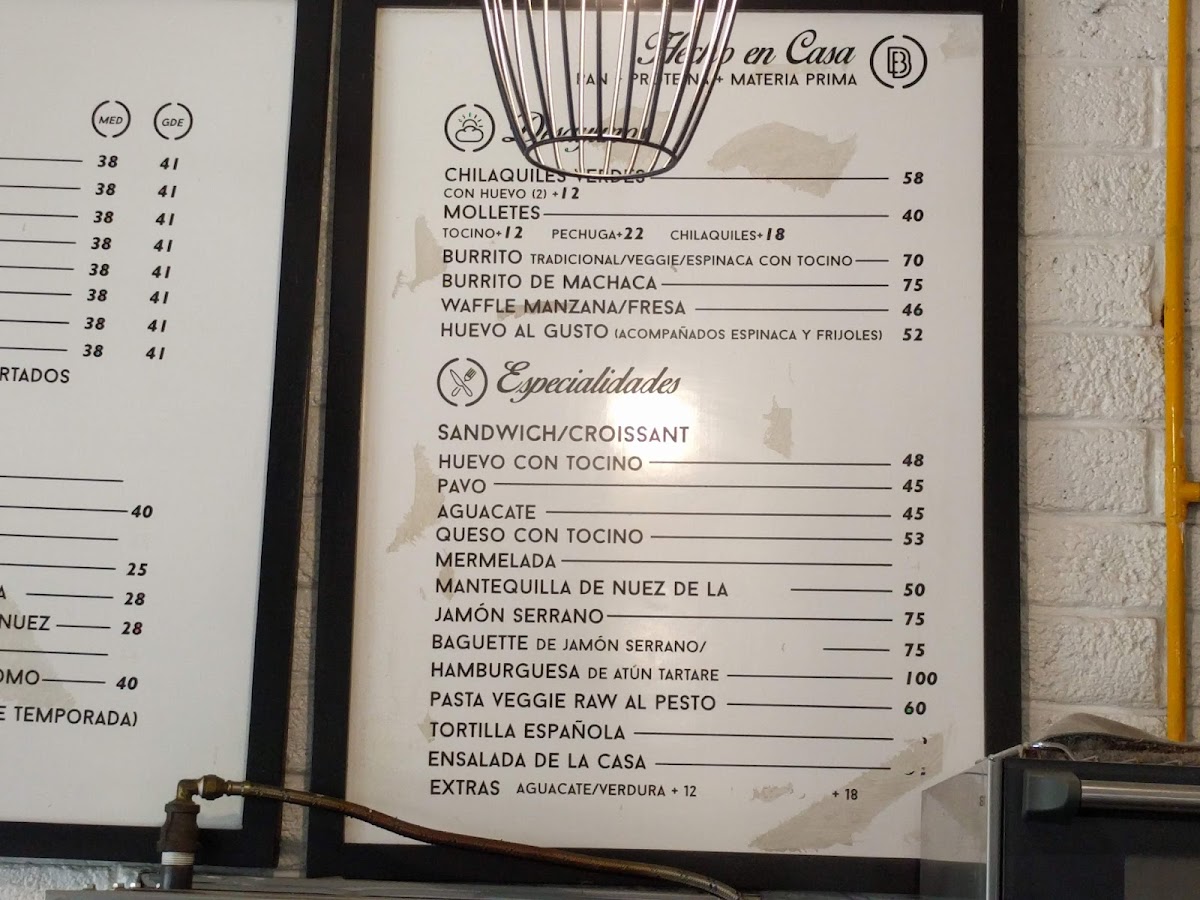 MED GDE
38 41
38 41
38 41
38 41
38 41
38 41
38 41
38 41
RTADOS
40
25
A 28
NUEZ 28
OMO 40
E TEMPORADA)
Hecho en Casa
PAN + PROTEINA + MATERIA PRIMA
B
Desayunos
CHILAQUILES VERDES 58
CON HUEVO (2) +12
MOLLETES 40
TOCINO+12 PECHUGA+22 CHILAQUILES+18
BURRITO TRADICIONAL/VEGGIE/ESPINACA CON TOCINO 70
BURRITO DE MACHACA 75
WAFFLE MANZANA/FRESA 46
HUEVO AL GUSTO (ACOMPAÑADOS ESPINACA Y FRIJOLES) 52
Especialidades
SANDWICH/CROISSANT
HUEVO CON TOCINO 48
PAVO 45
AGUACATE 45
QUESO CON TOCINO 53
MERMELADA
MANTEQUILLA DE NUEZ DE LA 50
JAMÓN SERRANO 75
BAGUETTE DE JAMÓN SERRANO/ 75
HAMBURGUESA DE ATÚN TARTARE 100
PASTA VEGGIE RAW AL PESTO 60
TORTILLA ESPAÑOLA
ENSALADA DE LA CASA
EXTRAS AGUACATE/VERDURA + 12 + 18